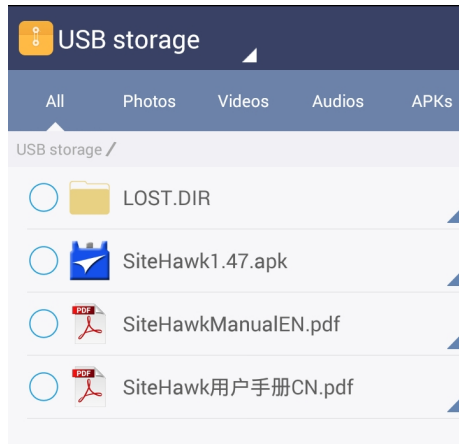 USB storage
All Photos Videos Audios APKs
USB storage /
LOST.DIR
SiteHawk1.47.apk
PDF
SiteHawkManualEN.pdf
PDF
SiteHawk用户手册CN.pdf